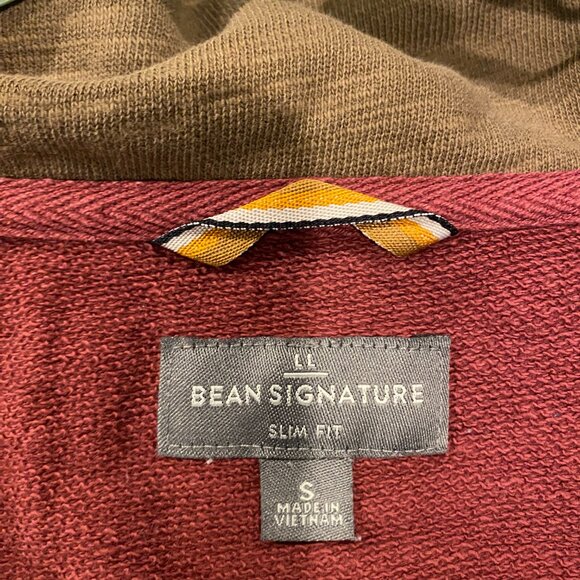 LL
BEAN SIGNATURE
SLIM FIT
S
MADE IN
VIETNAM